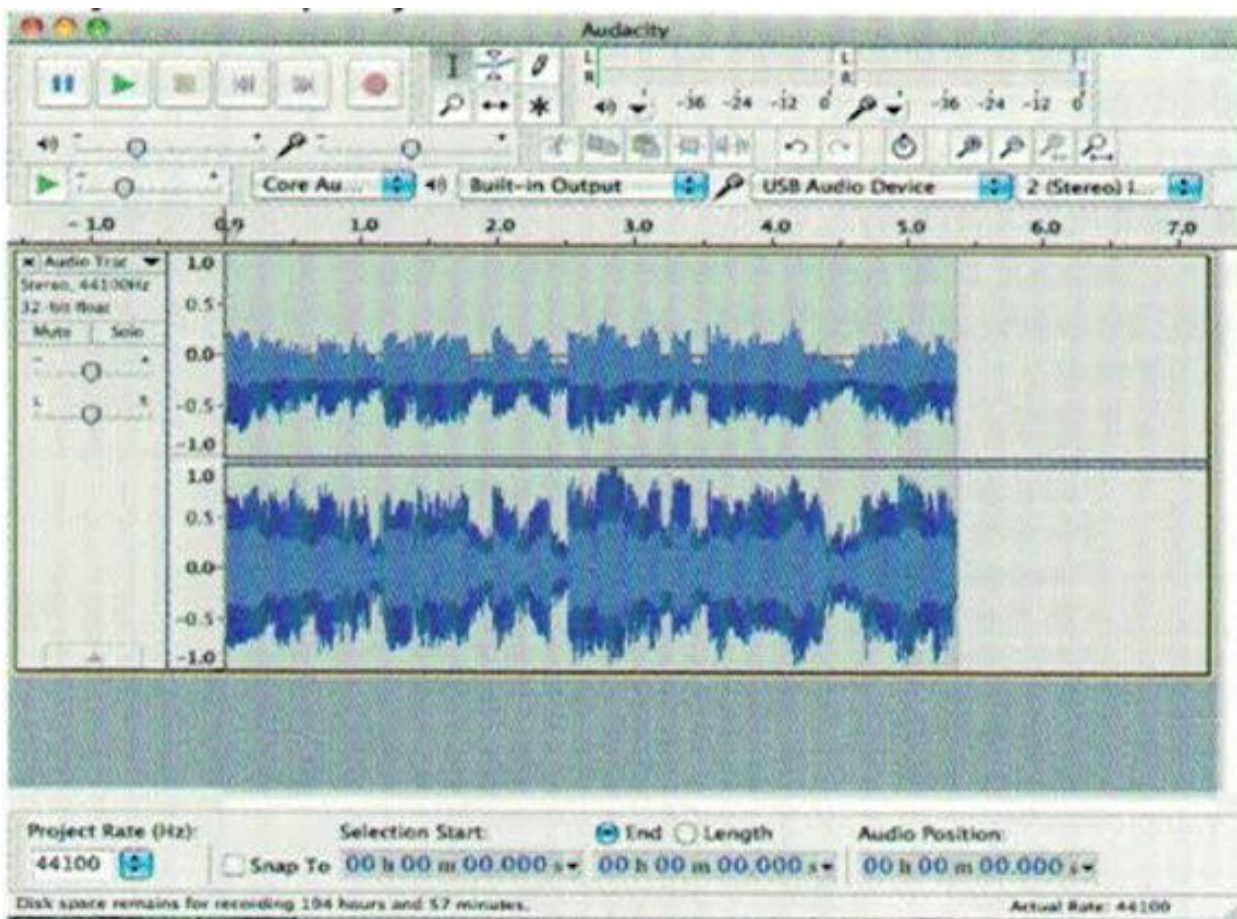 Audacity
L
R
-36 -24 -12 0
L
R
-36 -24 -12 0
Core Au... Built-in Output USB Audio Device 2 (Stereo) I...
- 1.0 1.0 2.0 3.0 4.0 5.0 6.0 7.0
Audio Trac
Stereo, 44100Hz
32-bit float
Mute Solo
- +
L R
1.0
0.5
0.0
-0.5
-1.0
1.0
0.5
0.0
-0.5
-1.0
Project Rate (Hz): Selection Start: End Length Audio Position:
44100 Snap To 00 h 00 m 00.000 s 00 h 00 m 00.000 s 00 h 00 m 00.000 s
Disk space remains for recording 194 hours and 57 minutes. Actual Rate: 44100